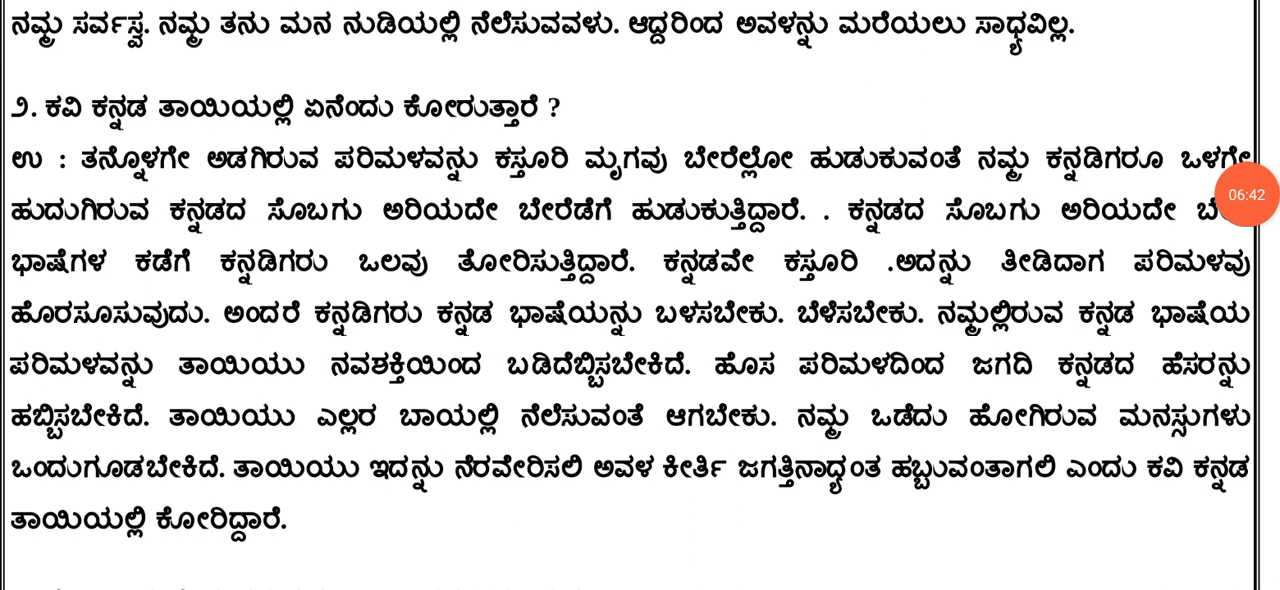 ನಮ್ಮ ಸರ್ವಸ್ವ. ನಮ್ಮ ತನು ಮನ ನುಡಿಯಲ್ಲಿ ನೆಲೆಸುವವಳು. ಆದ್ದರಿಂದ ಅವಳನ್ನು ಮರೆಯಲು ಸಾಧ್ಯವಿಲ್ಲ.
೨. ಕವಿ ಕನ್ನಡ ತಾಯಿಯಲ್ಲಿ ಏನೆಂದು ಕೋರುತ್ತಾರೆ ?
ಉ : ತನ್ನೊಳಗೇ ಅಡಗಿರುವ ಪರಿಮಳವನ್ನು ಕಸ್ತೂರಿ ಮೃಗವು ಬೇರೆಲ್ಲೋ ಹುಡುಕುವಂತೆ ನಮ್ಮ ಕನ್ನಡಿಗರೂ ಒಳಗೇ
ಹುದುಗಿರುವ ಕನ್ನಡದ ಸೊಬಗು ಅರಿಯದೇ ಬೇರೆಡೆಗೆ ಹುಡುಕುತ್ತಿದ್ದಾರೆ. . ಕನ್ನಡದ ಸೊಬಗು ಅರಿಯದೇ
06:42
ಭಾಷೆಗಳ ಕಡೆಗೆ ಕನ್ನಡಿಗರು ಒಲವು ತೋರಿಸುತ್ತಿದ್ದಾರೆ. ಕನ್ನಡವೇ ಕಸ್ತೂರಿ .ಅದನ್ನು ತೀಡಿದಾಗ ಪರಿಮಳವು
ಹೊರಸೂಸುವುದು. ಅಂದರೆ ಕನ್ನಡಿಗರು ಕನ್ನಡ ಭಾಷೆಯನ್ನು ಬಳಸಬೇಕು. ಬೆಳೆಸಬೇಕು. ನಮ್ಮಲ್ಲಿರುವ ಕನ್ನಡ ಭಾಷೆಯ
ಪರಿಮಳವನ್ನು ತಾಯಿಯು ನವಶಕ್ತಿಯಿಂದ ಬಡಿದೆಬ್ಬಿಸಬೇಕಿದೆ. ಹೊಸ ಪರಿಮಳದಿಂದ ಜಗದಿ ಕನ್ನಡದ ಹೆಸರನ್ನು
ಹಬ್ಬಿಸಬೇಕಿದೆ. ತಾಯಿಯು ಎಲ್ಲರ ಬಾಯಲ್ಲಿ ನೆಲೆಸುವಂತೆ ಆಗಬೇಕು. ನಮ್ಮ ಒಡೆದು ಹೋಗಿರುವ ಮನಸ್ಸುಗಳು
ಒಂದುಗೂಡಬೇಕಿದೆ. ತಾಯಿಯು ಇದನ್ನು ನೆರವೇರಿಸಲಿ ಅವಳ ಕೀರ್ತಿ ಜಗತ್ತಿನಾದ್ಯಂತ ಹಬ್ಬುವಂತಾಗಲಿ ಎಂದು ಕವಿ ಕನ್ನಡ
ತಾಯಿಯಲ್ಲಿ ಕೋರಿದ್ದಾರೆ.